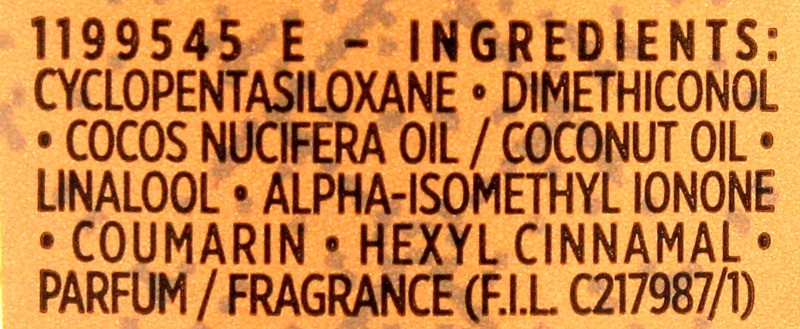 1199545 E – INGREDIENTS:
CYCLOPENTASILOXANE • DIMETHICONOL
• COCOS NUCIFERA OIL / COCONUT OIL •
LINALOOL • ALPHA-ISOMETHYL IONONE
• COUMARIN • HEXYL CINNAMAL •
PARFUM / FRAGRANCE (F.I.L. C217987/1)